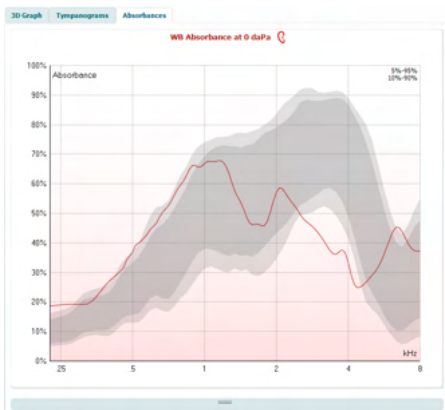 3D Graph Tympanograms Absorbances
WB Absorbance at 0 daPa
100% Absorbance 5%-95%
10%-90%
90%
80%
70%
60%
50%
40%
30%
20%
10%
0% kHz
.25 .5 1 2 4 8